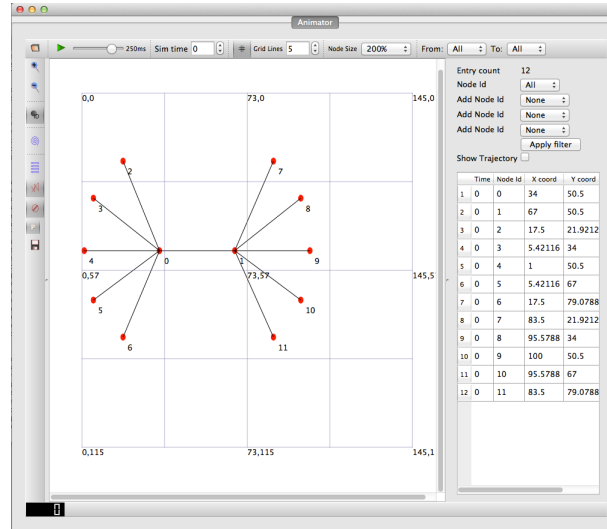 Animator
250ms Sim time 0 Grid Lines 5 Node Size 200% From: All To: All
Entry count 12
Node Id All
Add Node Id None
Add Node Id None
Add Node Id None
Apply filter
Show Trajectory
0,0 73,0 145,0
2 7
3 8
4 0 1 9
0,57 73,57 145,5
5 10
6 11
0,115 73,115 145,1
Time Node Id X coord Y coord
1 0 0 34 50.5
2 0 1 67 50.5
3 0 2 17.5 21.9212
4 0 3 5.42116 34
5 0 4 1 50.5
6 0 5 5.42116 67
7 0 6 17.5 79.0788
8 0 7 83.5 21.9212
9 0 8 95.5788 34
10 0 9 100 50.5
11 0 10 95.5788 67
12 0 11 83.5 79.0788
0